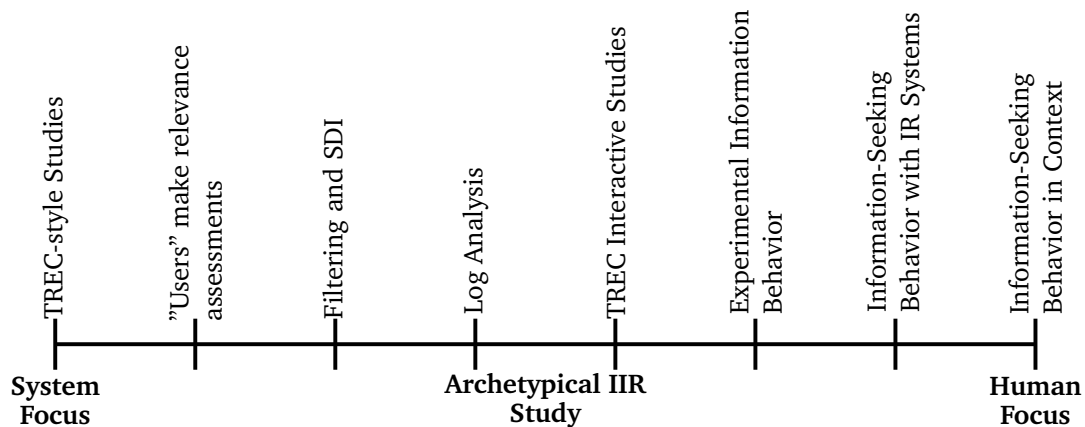 TREC-style Studies
”Users” make relevance
assessments
Filtering and SDI
Log Analysis
TREC Interactive Studies
Experimental Information
Behavior
Information-Seeking
Behavior with IR Systems
Information-Seeking
Behavior in Context
System
Focus
Archetypical IIR
Study
Human
Focus